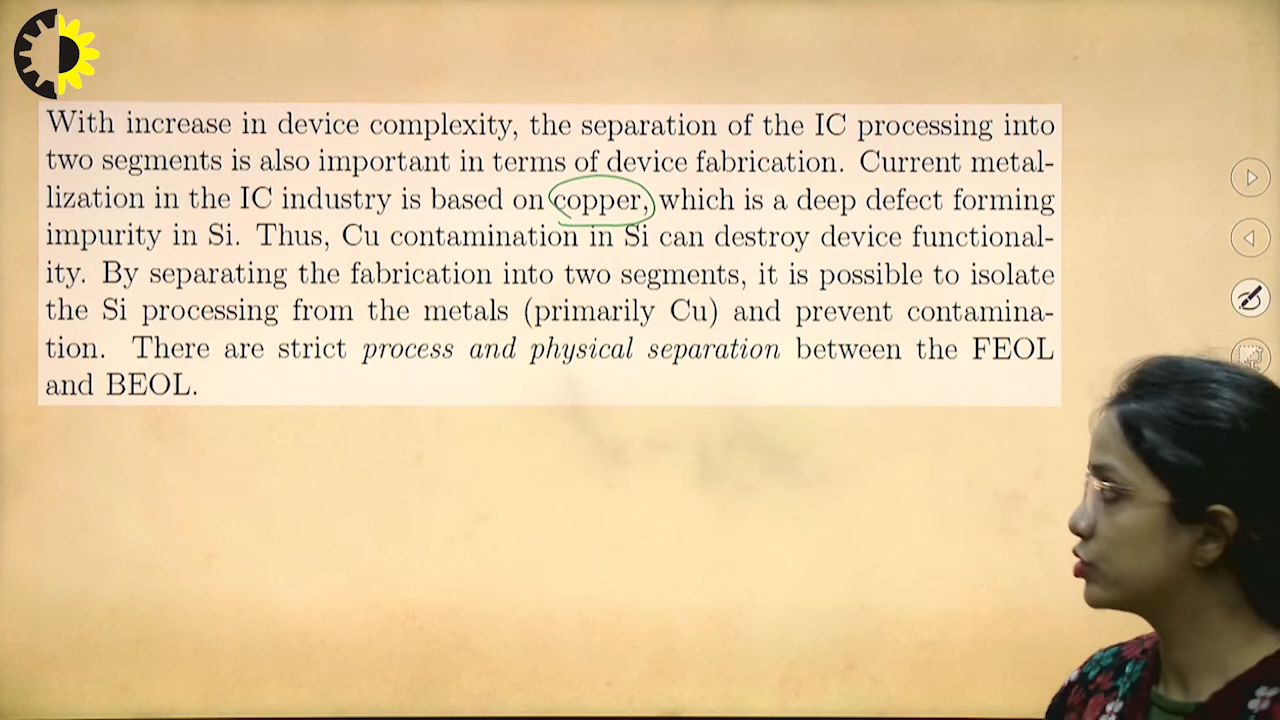 With increase in device complexity, the separation of the IC processing into
two segments is also important in terms of device fabrication. Current metal-
lization in the IC industry is based on copper, which is a deep defect forming
impurity in Si. Thus, Cu contamination in Si can destroy device functional-
ity. By separating the fabrication into two segments, it is possible to isolate
the Si processing from the metals (primarily Cu) and prevent contamina-
tion. There are strict process and physical separation between the FEOL
and BEOL.